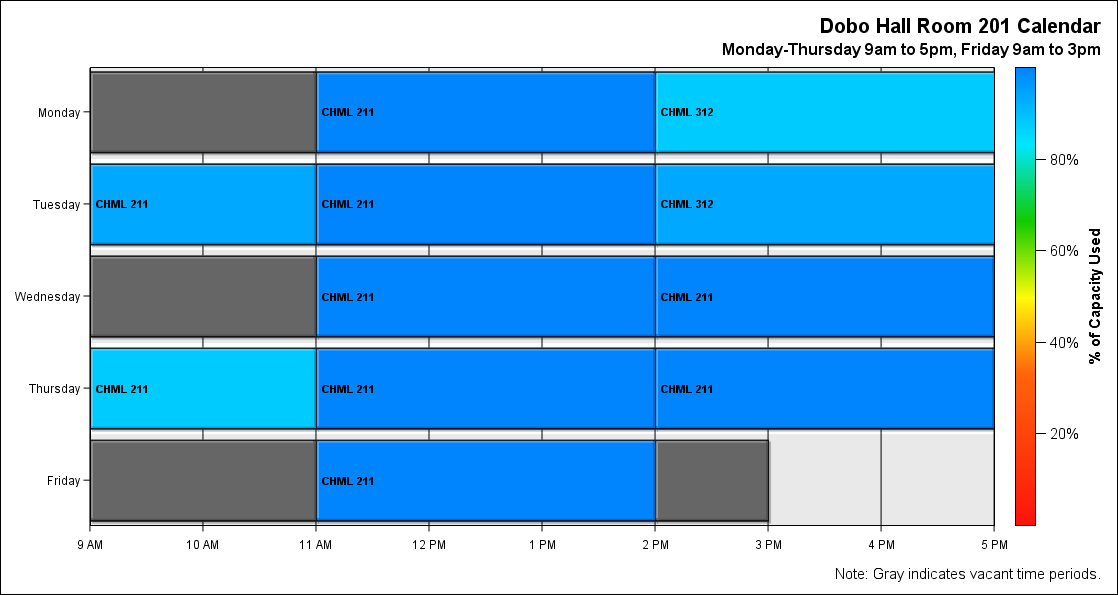 Dobo Hall Room 201 Calendar
Monday-Thursday 9am to 5pm, Friday 9am to 3pm
Monday
CHML 211
CHML 312
Tuesday
CHML 211
CHML 211
CHML 312
Wednesday
CHML 211
CHML 211
Thursday
CHML 211
CHML 211
CHML 211
Friday
CHML 211
9 AM
10 AM
11 AM
12 PM
1 PM
2 PM
3 PM
4 PM
5 PM
80%
60%
40%
20%
% of Capacity Used
Note: Gray indicates vacant time periods.